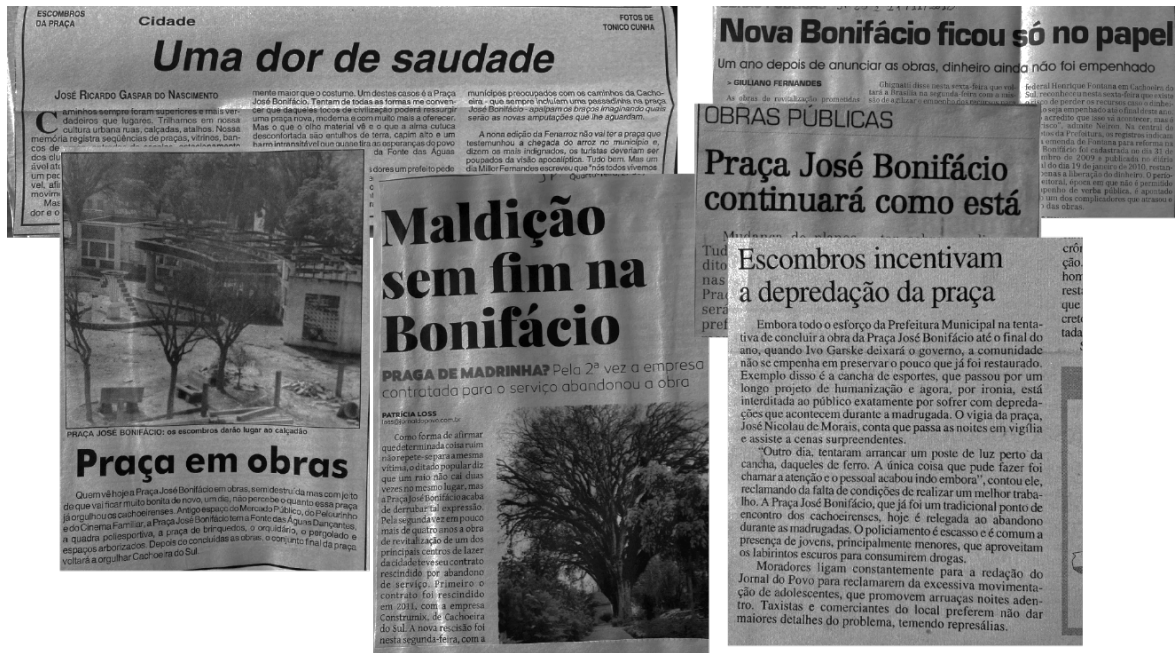 ESCOMBROS
DA PRAÇA
Cidade
FOTOS DE
TONICO CUNHA
Uma dor de saudade
JOSÉ RICARDO GASPAR DO NASCIMENTO
Caminhos sempre foram superfícies e mais ver-
dadeiros que lugares. Trilhamos em nossa
cultura urbana ruas, calçadas, atalhos. Nossa
memória registra seqüências de praças, vitrinos, ban-
mente maior que o costume. Um destes casos é a Praça
José Bonifácio. Tentam de todas as formas me conven-
cer que daqueles tocos de civilização poderá ressurgir
uma praça nova, moderna e com muito mais a oferecer.
Mas o que o olho material vê e o que a alma cutuca
desconfortada são entulhos de terra, capim alto e um
da Fonte das Águas
munícipes preocupados com os caminhos da Cacho-
eira - que sempre incluíam uma passadinha na praça
José Bonifácio - apalpam os braços imaginando quais
serão as novas amputações que lhe aguardam.
A nona edição da Fenarroz não vai ter a praça que
testemunhou a chegada do arroz no município e,
dizem os mais indignados, os turistas deveriam ser
poupados da visão apocalíptica. Tudo bem. Mas um
dia Millor Fernandes escreveu que "nós todos vivemos
Nova Bonifácio ficou só no papel
Um ano depois de anunciar as obras, dinheiro ainda não foi empenhado
> GIULIANO FERNANDES
As obras de revitalização prometidas
OBRAS PÚBLICAS
Praça José Bonifácio
continuará como está
PRAÇA JOSÉ BONIFÁCIO: os escombros darão lugar ao calçadão
Praça em obras
Quem vê hoje a Praça José Bonifácio em obras, semi destruída mas com jeito
do que vai ficar muito bonita de novo, um dia, não percebe o quanto essa praça
já orgulhou os cachoeirenses. Antigo espaço do Mercado Público, do Pelourinho
e do Cinema Familiar, a Praça José Bonifácio tem a Fonte das Águas Dançantes,
a quadra poliesportiva, a praça de brinquedos, o orquidário, o pergolado e
espaços arborizados. Depois de concluídas as obras, o conjunto final da praça
voltará a orgulhar Cachoeira do Sul.
Maldição
sem fim na
Bonifácio
PRAGA DE MADRINHA? Pela 2ª vez a empresa
contratada para o serviço abandonou a obra
PATRÍCIA LOSS
Como forma de afirmar
que determinada coisa ruim
não repete-se para a mesma
vítima, o ditado popular diz
que um raio não cai duas
vezes no mesmo lugar, mas
a Praça José Bonifácio acaba
de derrubar tal expressão.
Pela segunda vez em pouco
mais de quatro anos a obra
de revitalização de um dos
principais centros de lazer
da cidade teve seu contrato
rescindido por abandono
de serviço. Primeiro o
contrato foi rescindido
em 2011, com a empresa
Construmix, de Cachoeira
do Sul. A nova rescisão foi
nesta segunda-feira, com a
Escombros incentivam
a depredação da praça
Embora todo o esforço da Prefeitura Municipal na tenta-
tiva de concluir a obra da Praça José Bonifácio até o final do
ano, quando Ivo Garske deixará o governo, a comunidade
não se empenha em preservar o pouco que já foi restaurado.
Exemplo disso é a cancha de esportes, que passou por um
longo projeto de humanização e agora, por ironia, está
interditada ao público exatamente por sofrer com depreda-
ções que acontecem durante a madrugada. O vigia da praça,
José Nicolau de Morais, conta que passa as noites em vigília
e assiste a cenas surpreendentes.
"Outro dia, tentaram arrancar um poste de luz perto da
cancha, daqueles de ferro. A única coisa que pude fazer foi
chamar a atenção e o pessoal acabou indo embora", contou ele,
reclamando da falta de condições de realizar um melhor traba-
lho. A Praça José Bonifácio, que já foi um tradicional ponto de
encontro dos cachoeirenses, hoje é relegada ao abandono
durante as madrugadas. O policiamento é escasso e é comum a
presença de jovens, principalmente menores, que aproveitam
os labirintos escuros para consumirem drogas.
Moradores ligam constantemente para a redação do
Jornal do Povo para reclamarem da excessiva movimenta-
ção de adolescentes, que promovem arruaças noites aden-
tro. Taxistas e comerciantes do local preferem não dar
maiores detalhes do problema, temendo represálias.